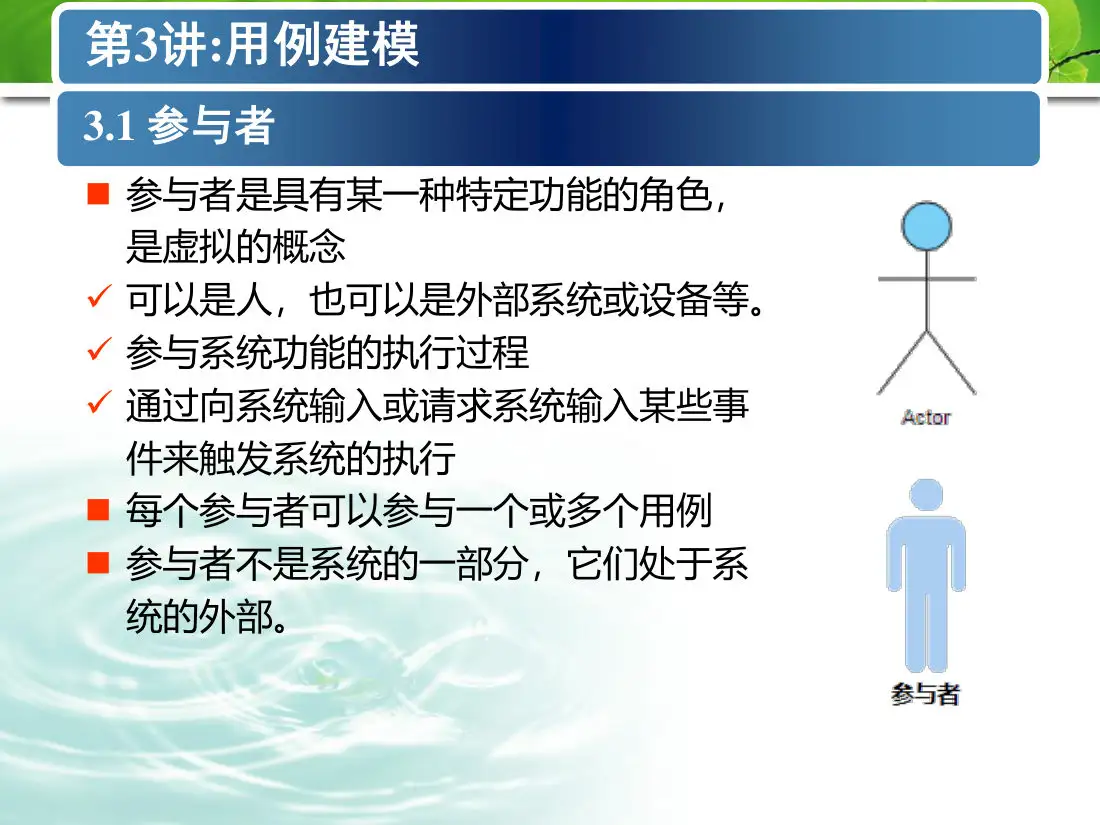 第3讲:用例建模
3.1 参与者
参与者是具有某一种特定功能的角色，
是虚拟的概念
可以是人，也可以是外部系统或设备等。
参与系统功能的执行过程
通过向系统输入或请求系统输入某些事
件来触发系统的执行
每个参与者可以参与一个或多个用例
参与者不是系统的一部分，它们处于系
统的外部。
Actor
参与者